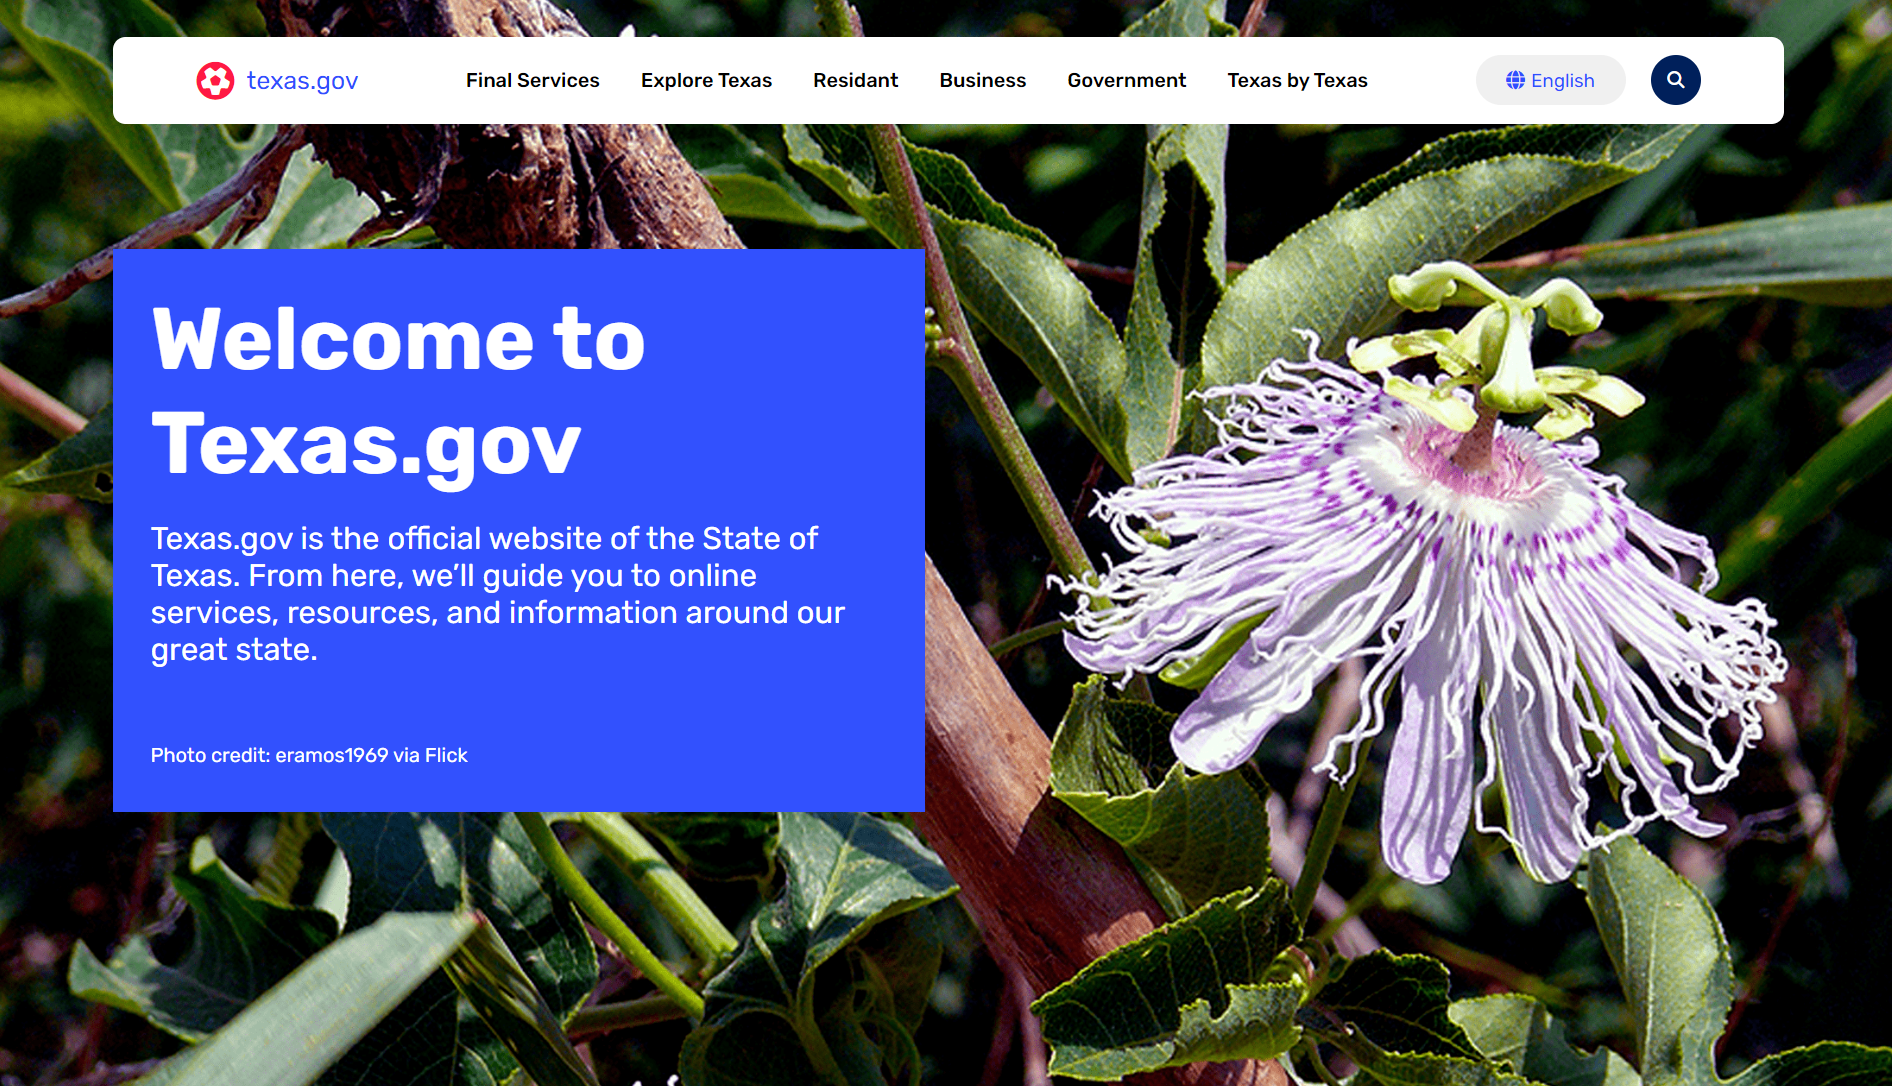 texas.gov
Final Services
Explore Texas
Residant
Business
Government
Texas by Texas
English
Welcome to
Texas.gov
Texas.gov is the official website of the State of
Texas. From here, we’ll guide you to online
services, resources, and information around our
great state.
Photo credit: eramos1969 via Flick